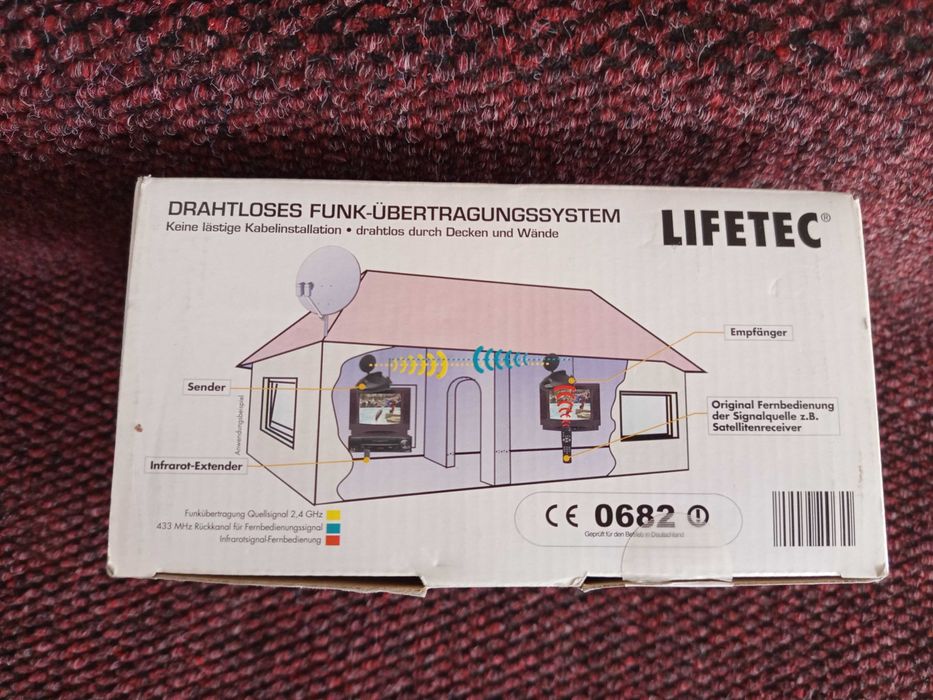 DRAHTLOSES FUNK-ÜBERTRAGUNGSSYSTEM
Keine lästige Kabelinstallation • drahtlos durch Decken und Wände
LIFETEC®
Empfänger
Sender
Anwendungsbeispiel
Original Fernbedienung
der Signalquelle z.B.
Satellitenreceiver
Infrarot-Extender
Funkübertragung Quellsignal 2,4 GHz
433 MHz Rückkanal für Fernbedienungssignal
Infrarotsignal-Fernbedienung
CE 0682
Geprüft für den Betrieb in Deutschland